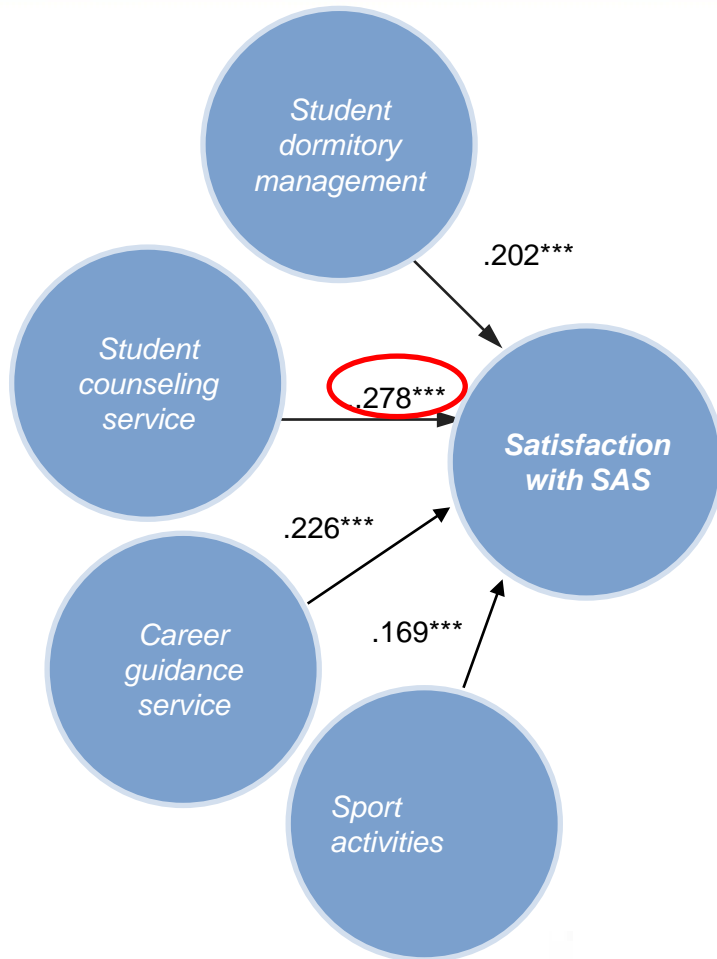 Student
dormitory
management
.202***
Student
counseling
service
.278***
Satisfaction
with SAS
.226***
Career
guidance
service
.169***
Sport
activities